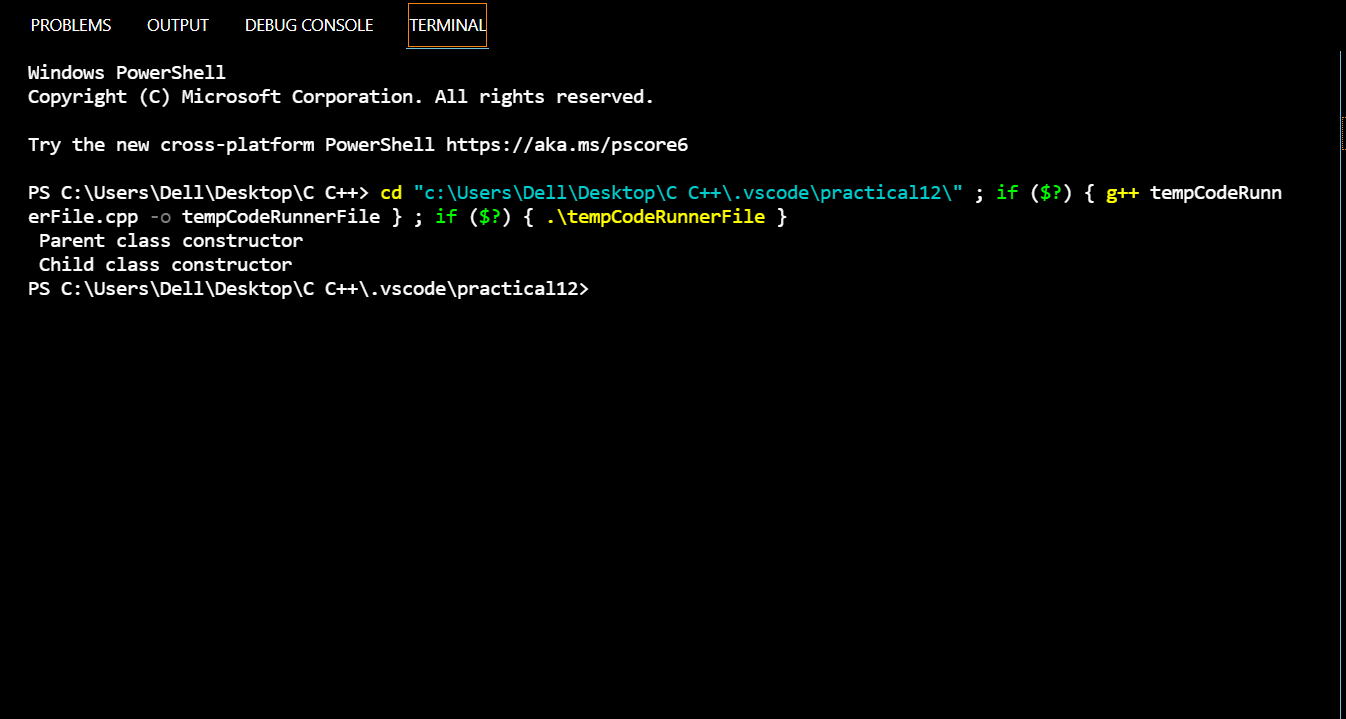 PROBLEMS OUTPUT DEBUG CONSOLE TERMINAL
Windows PowerShell
Copyright (C) Microsoft Corporation. All rights reserved.
Try the new cross-platform PowerShell https://aka.ms/pscore6
PS C:\Users\Dell\Desktop\C C++> cd "c:\Users\Dell\Desktop\C C++\.vscode\practical12\" ; if ($?) { g++ tempCodeRunn
erFile.cpp -o tempCodeRunnerFile } ; if ($?) { .\tempCodeRunnerFile }
 Parent class constructor
 Child class constructor
PS C:\Users\Dell\Desktop\C C++\.vscode\practical12>